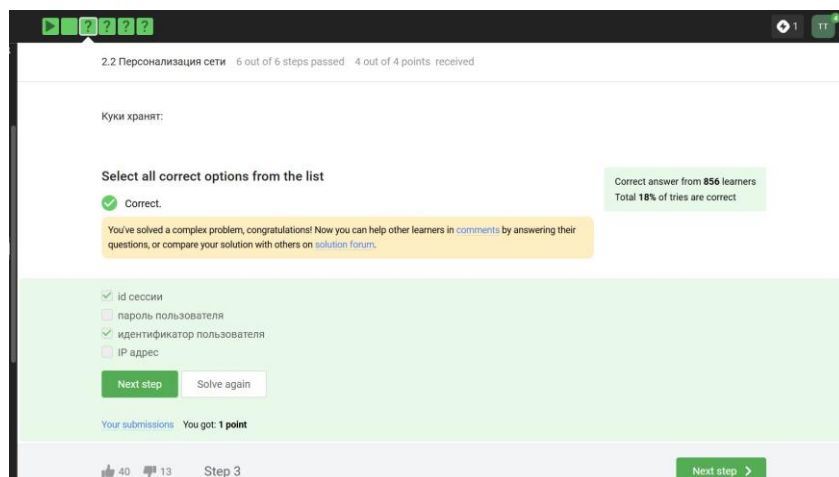 ? ? ? ?
1
TT
4
2.2 Персонализация сети 6 out of 6 steps passed 4 out of 4 points received
Куки хранят:
Select all correct options from the list
Correct answer from 856 learners
Total 18% of tries are correct
Correct.
You've solved a complex problem, congratulations! Now you can help other learners in comments by answering their
questions, or compare your solution with others on solution forum.
id сессии
пароль пользователя
идентификатор пользователя
IP адрес
Next step Solve again
Your submissions You got: 1 point
40 13 Step 3 Next step